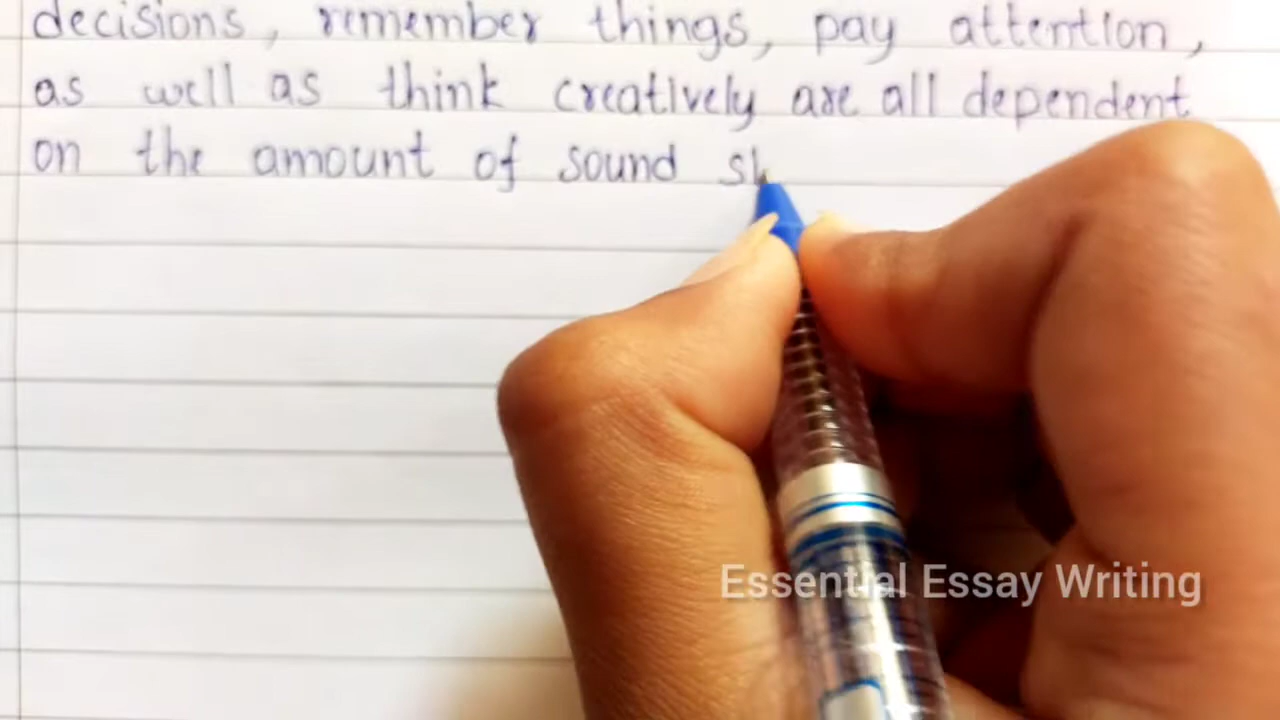 decisions, remember things, pay attention,
as well as think creatively are all dependent
on the amount of sound
Essential Essay Writing